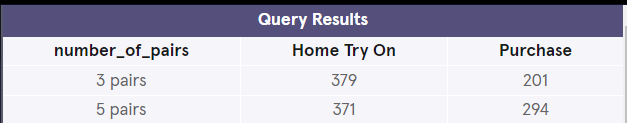 Query Results
number_of_pairs Home Try On Purchase
3 pairs 379 201
5 pairs 371 294